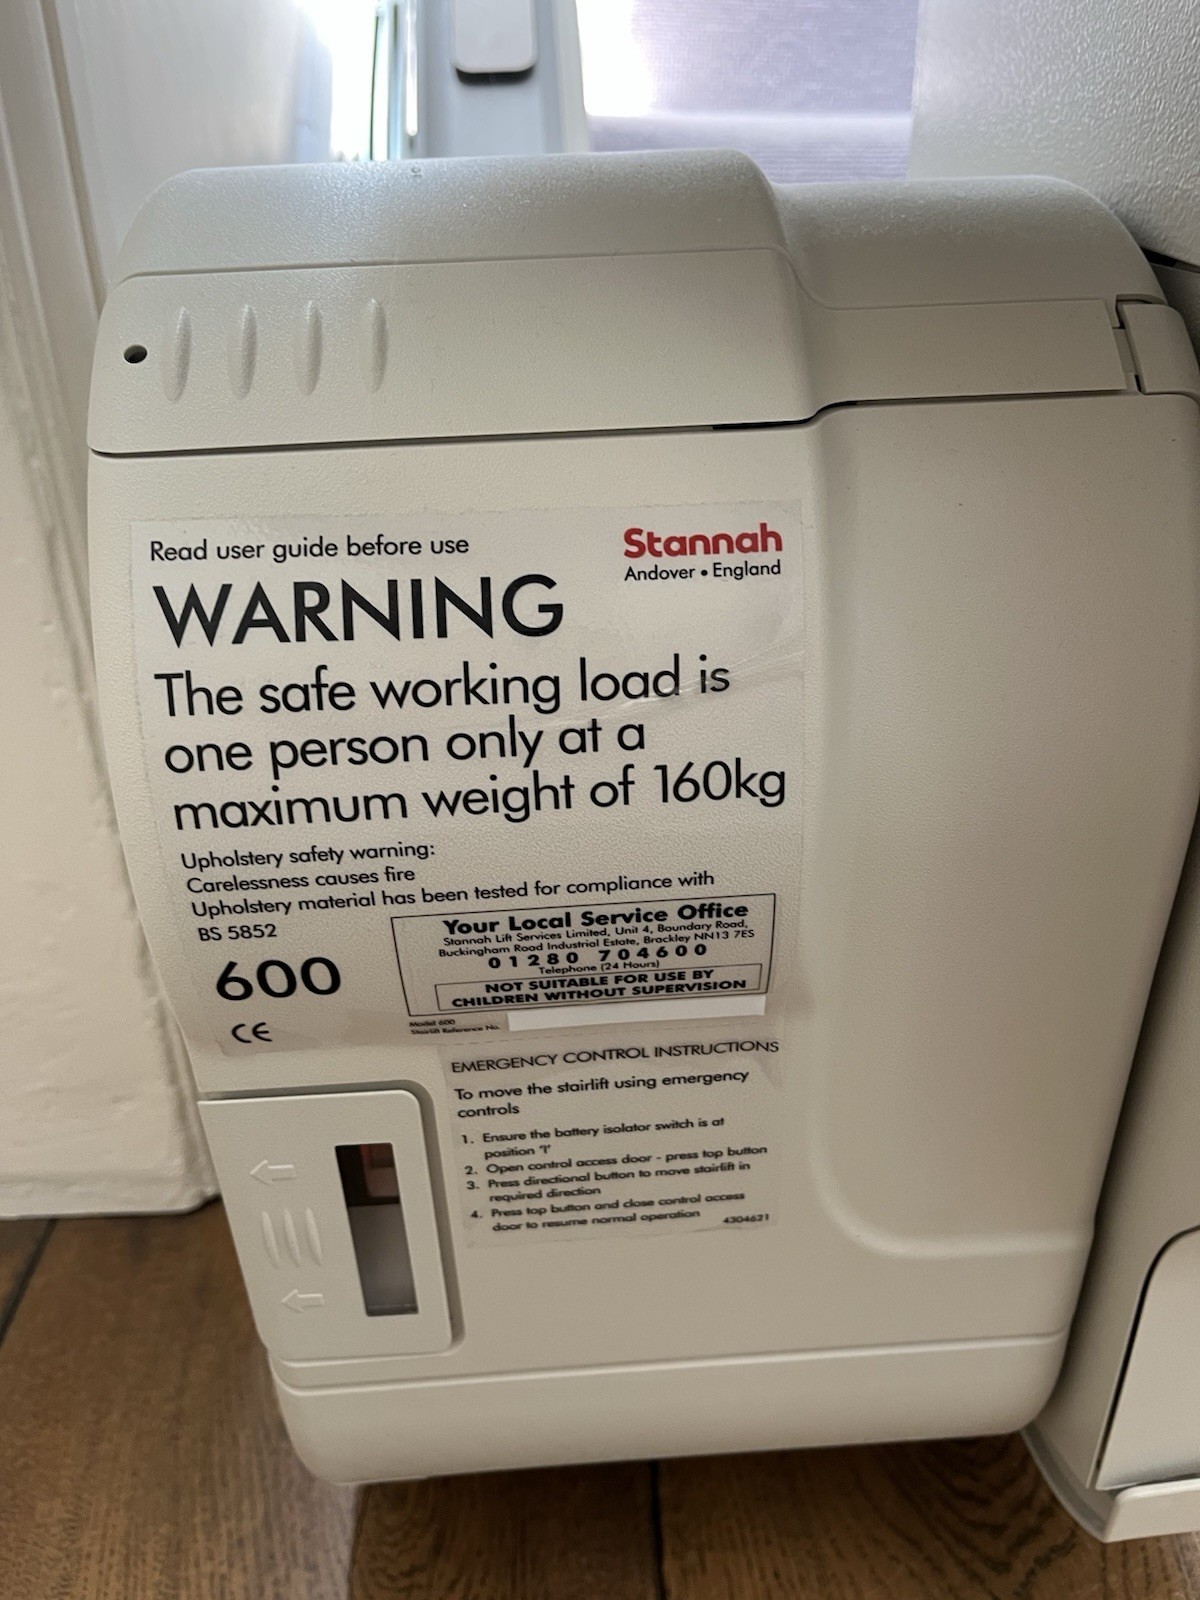 Read user guide before use
Stannah
Andover • England
WARNING
The safe working load is
one person only at a
maximum weight of 160kg
Upholstery safety warning:
Carelessness causes fire
Upholstery material has been tested for compliance with
BS 5852
600
CE
Your Local Service Office
Stannah Lift Services Limited, Unit 4, Boundary Road,
Buckingham Road Industrial Estate, Brackley NN13 7ES
01280 704600
Telephone (24 Hours)
NOT SUITABLE FOR USE BY
CHILDREN WITHOUT SUPERVISION
Model 600
Stairlift Reference No.
EMERGENCY CONTROL INSTRUCTIONS
To move the stairlift using emergency
controls
1. Ensure the battery isolator switch is at
position 'I'
2. Open control access door - press top button
3. Press directional button to move stairlift in
required direction
4. Press top button and close control access
door to resume normal operation
4304621